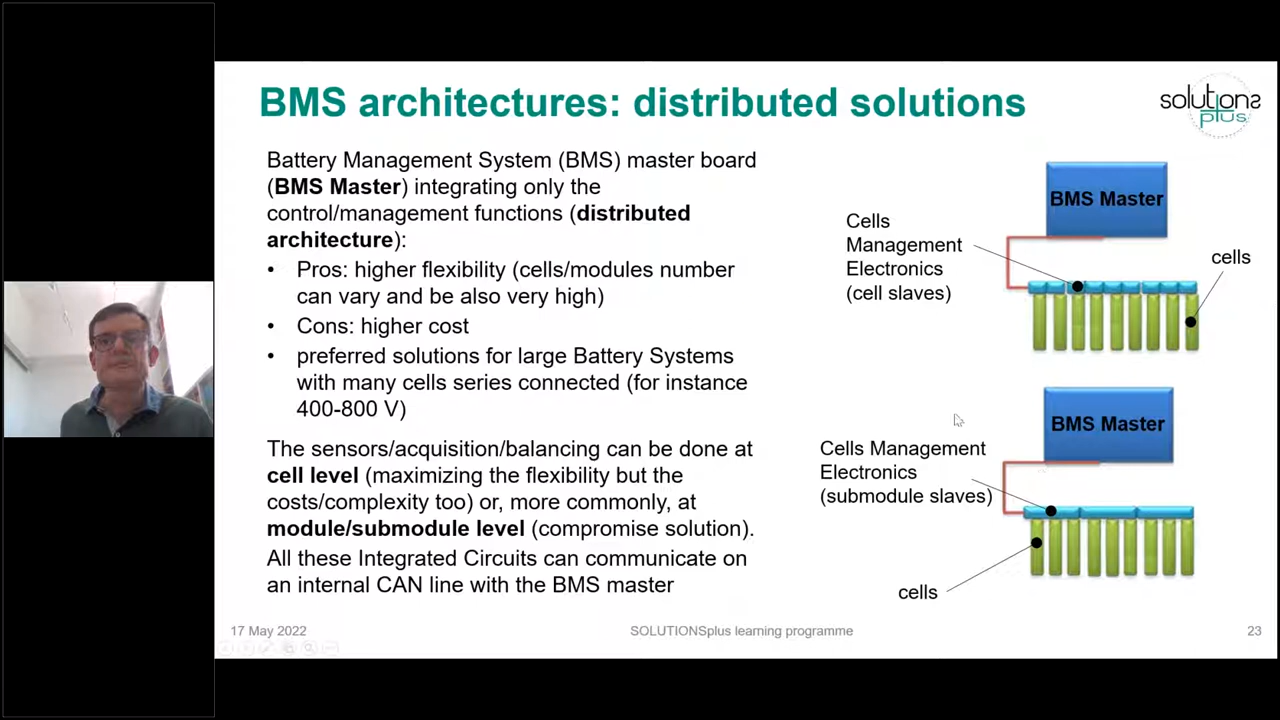 BMS architectures: distributed solutions
solutions
plus
Battery Management System (BMS) master board
(BMS Master) integrating only the
control/management functions (distributed
architecture):
• Pros: higher flexibility (cells/modules number
can vary and be also very high)
• Cons: higher cost
• preferred solutions for large Battery Systems
with many cells series connected (for instance
400-800 V)
The sensors/acquisition/balancing can be done at
cell level (maximizing the flexibility but the
costs/complexity too) or, more commonly, at
module/submodule level (compromise solution).
All these Integrated Circuits can communicate on
an internal CAN line with the BMS master
BMS Master
Cells
Management
Electronics
(cell slaves)
cells
BMS Master
Cells Management
Electronics
(submodule slaves)
cells
17 May 2022
SOLUTIONSplus learning programme
23